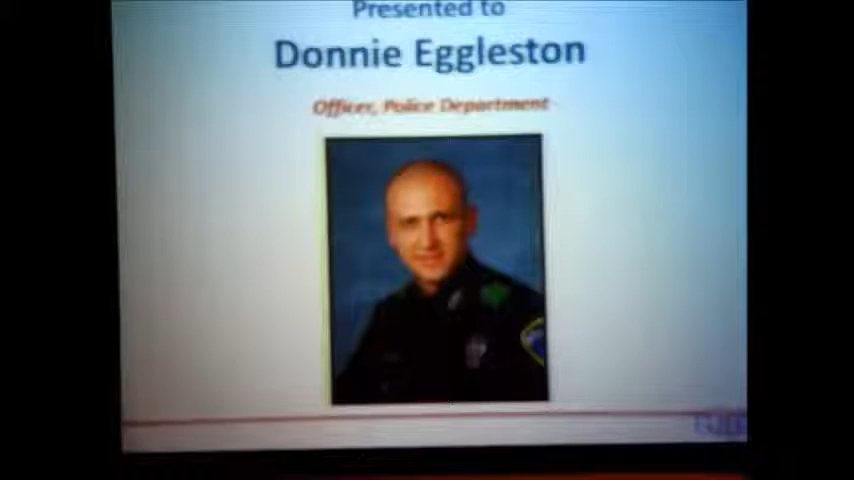 Presented to
Donnie Eggleston
Officer, Police Department